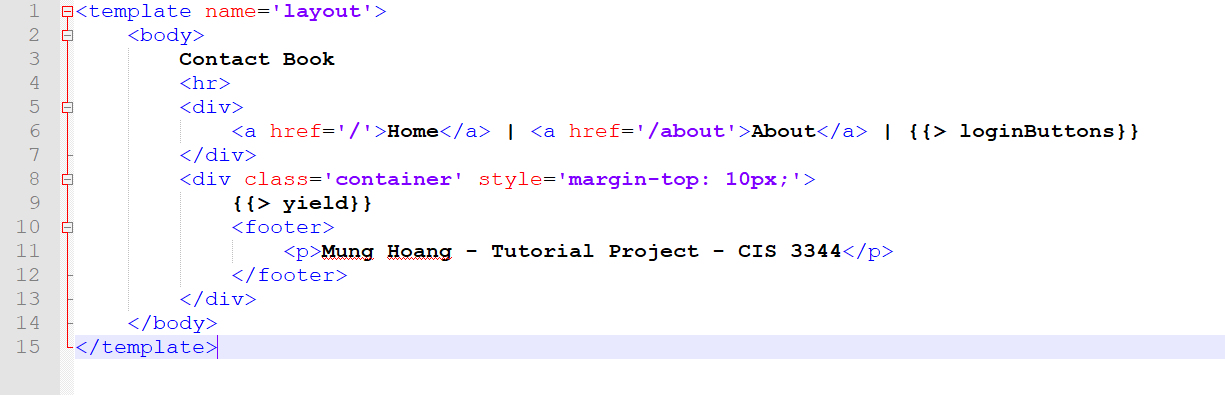 1 <template name='layout'>
2 <body>
3 Contact Book
4 <hr>
5 <div>
6 <a href='/'>Home</a> | <a href='/about'>About</a> | {{> loginButtons}}
7 </div>
8 <div class='container' style='margin-top: 10px;'>
9 {{> yield}}
10 <footer>
11 <p>Mung Hoang - Tutorial Project - CIS 3344</p>
12 </footer>
13 </div>
14 </body>
15 </template>